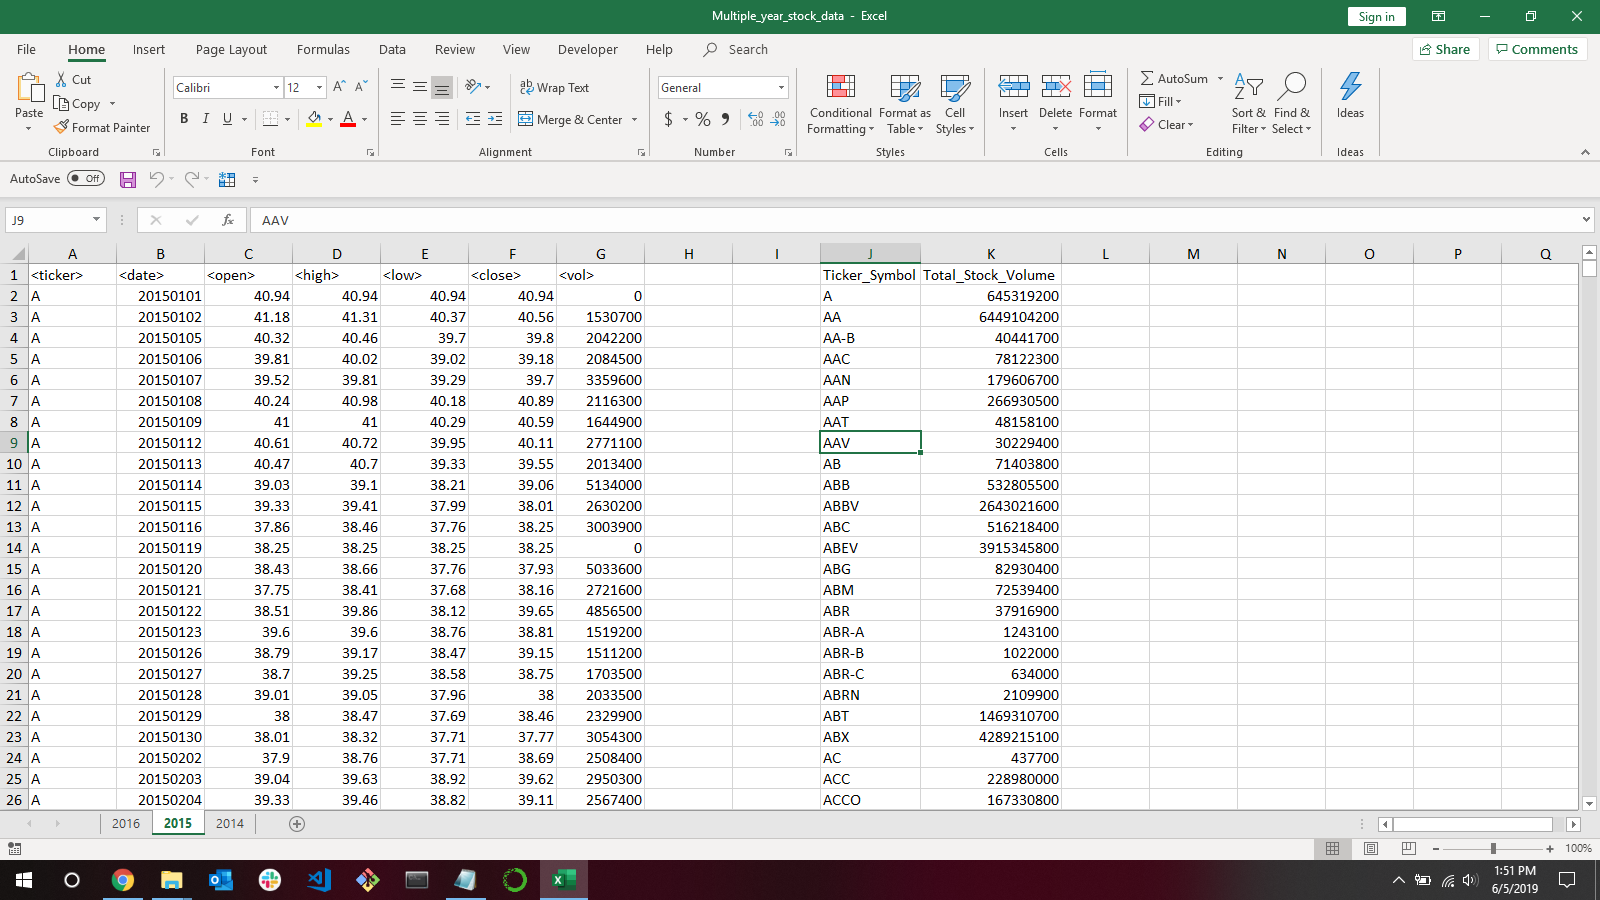 Multiple_year_stock_data - Excel
Sign in
File Home Insert Page Layout Formulas Data Review View Developer Help Search Share Comments
Paste Cut Copy Format Painter Clipboard
Calibri 12 A A B I U A Font
Wrap Text Merge & Center Alignment
General $ % Number
Conditional Formatting Format as Table Cell Styles Styles
Insert Delete Format Cells
AutoSum Fill Clear Sort & Filter Find & Select Editing
Ideas Ideas
AutoSave Off
J9 fx AAV
A B C D E F G H I J K L M N O P Q
1 <ticker> <date> <open> <high> <low> <close> <vol> Ticker_Symbol Total_Stock_Volume
2 A 20150101 40.94 40.94 40.94 40.94 0 A 645319200
3 A 20150102 41.18 41.31 40.37 40.56 1530700 AA 6449104200
4 A 20150105 40.32 40.46 39.7 39.8 2042200 AA-B 40441700
5 A 20150106 39.81 40.02 39.02 39.18 2084500 AAC 78122300
6 A 20150107 39.52 39.81 39.29 39.7 3359600 AAN 179606700
7 A 20150108 40.24 40.98 40.18 40.89 2116300 AAP 266930500
8 A 20150109 41 41 40.29 40.59 1644900 AAT 48158100
9 A 20150112 40.61 40.72 39.95 40.11 2771100 AAV 30229400
10 A 20150113 40.47 40.7 39.33 39.55 2013400 AB 71403800
11 A 20150114 39.03 39.1 38.21 39.06 5134000 ABB 532805500
12 A 20150115 39.33 39.41 37.99 38.01 2630200 ABBV 2643021600
13 A 20150116 37.86 38.46 37.76 38.25 3003900 ABC 516218400
14 A 20150119 38.25 38.25 38.25 38.25 0 ABEV 3915345800
15 A 20150120 38.43 38.66 37.76 37.93 5033600 ABG 82930400
16 A 20150121 37.75 38.41 37.68 38.16 2721600 ABM 72539400
17 A 20150122 38.51 39.86 38.12 39.65 4856500 ABR 37916900
18 A 20150123 39.6 39.6 38.76 38.81 1519200 ABR-A 1243100
19 A 20150126 38.79 39.17 38.47 39.15 1511200 ABR-B 1022000
20 A 20150127 38.7 39.25 38.58 38.75 1703500 ABR-C 634000
21 A 20150128 39.01 39.05 37.96 38 2033500 ABRN 2109900
22 A 20150129 38 38.47 37.69 38.46 2329900 ABT 1469310700
23 A 20150130 38.01 38.32 37.71 37.77 3054300 ABX 4289215100
24 A 20150202 37.9 38.76 37.71 38.69 2508400 AC 437700
25 A 20150203 39.04 39.63 38.92 39.62 2950300 ACC 228980000
26 A 20150204 39.33 39.46 38.82 39.11 2567400 ACCO 167330800
2016 2015 2014
100%
1:51 PM
6/5/2019